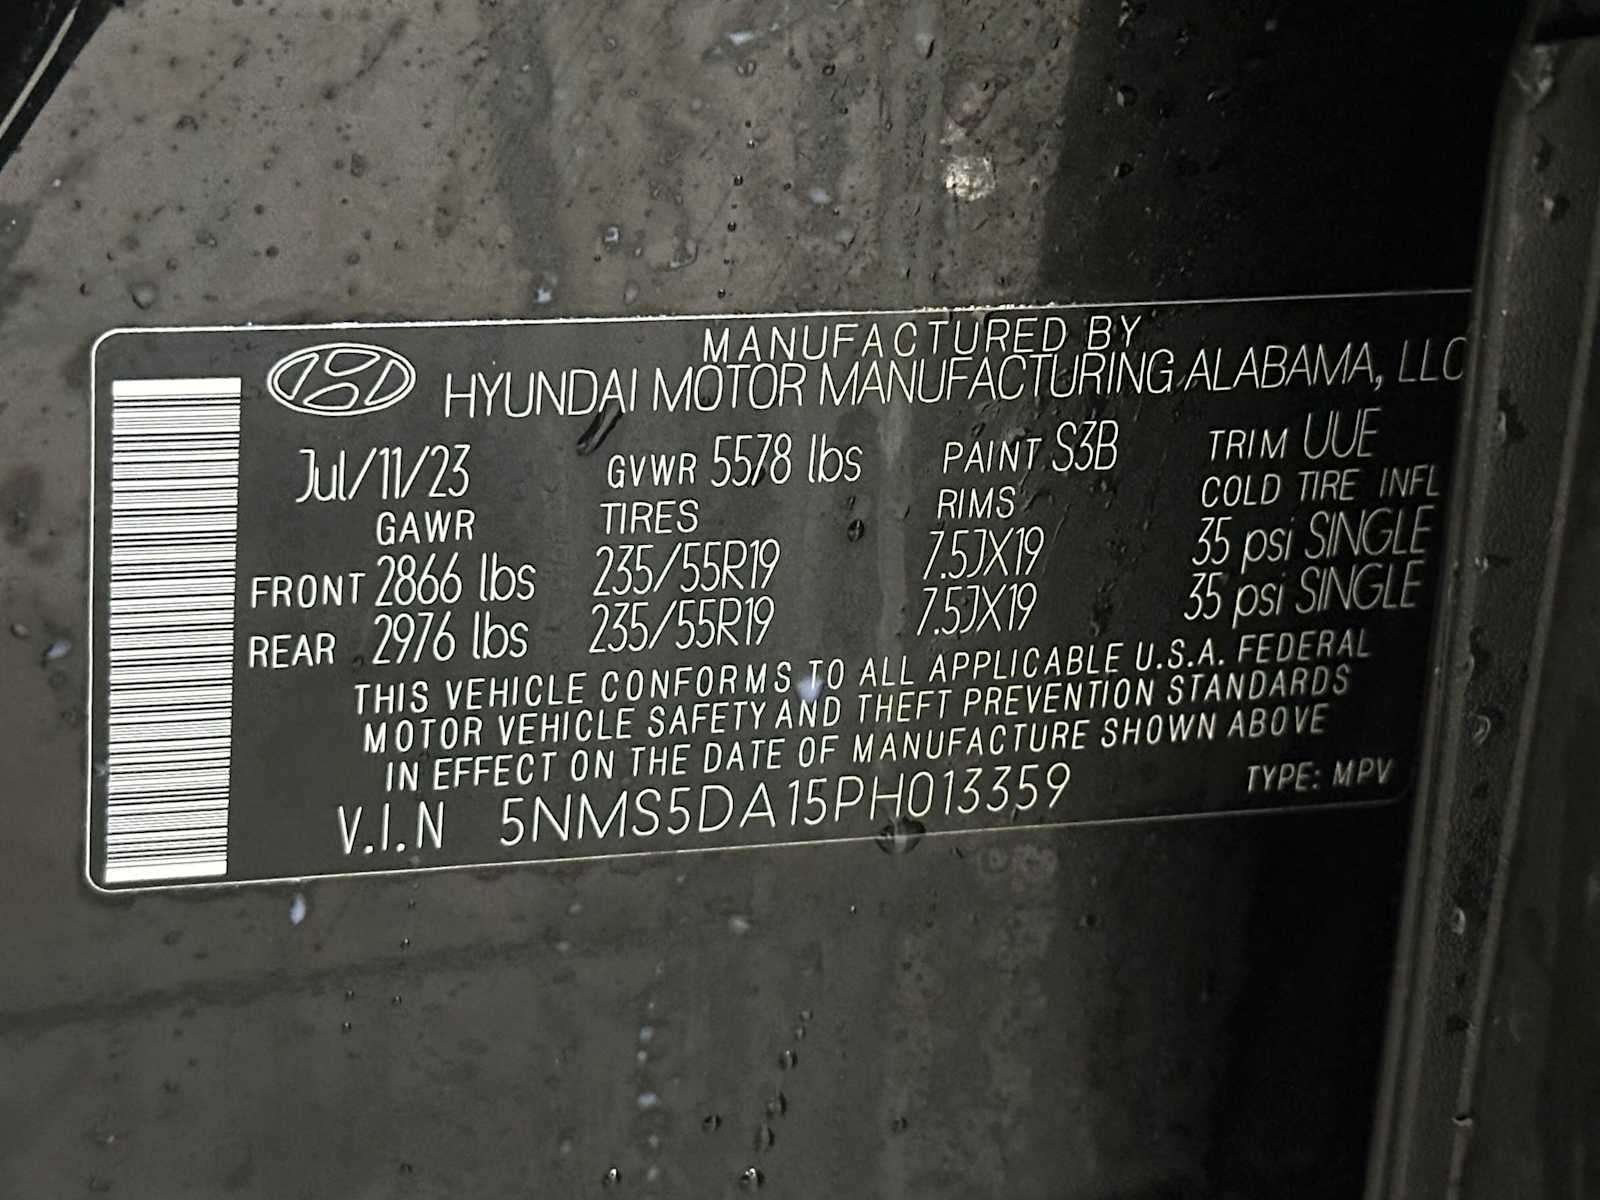 MANUFACTURED BY
HYUNDAI MOTOR MANUFACTURING ALABAMA, LLC
Jul/11/23 GVWR 5578 lbs PAINT S3B TRIM UUE
GAWR TIRES RIMS COLD TIRE INFL
FRONT 2866 lbs 235/55R19 7.5JX19 35 psi SINGLE
REAR 2976 lbs 235/55R19 7.5JX19 35 psi SINGLE
THIS VEHICLE CONFORMS TO ALL APPLICABLE U.S.A. FEDERAL
MOTOR VEHICLE SAFETY AND THEFT PREVENTION STANDARDS
IN EFFECT ON THE DATE OF MANUFACTURE SHOWN ABOVE
V.I.N 5NMS5DA15PH013359 TYPE: MPV